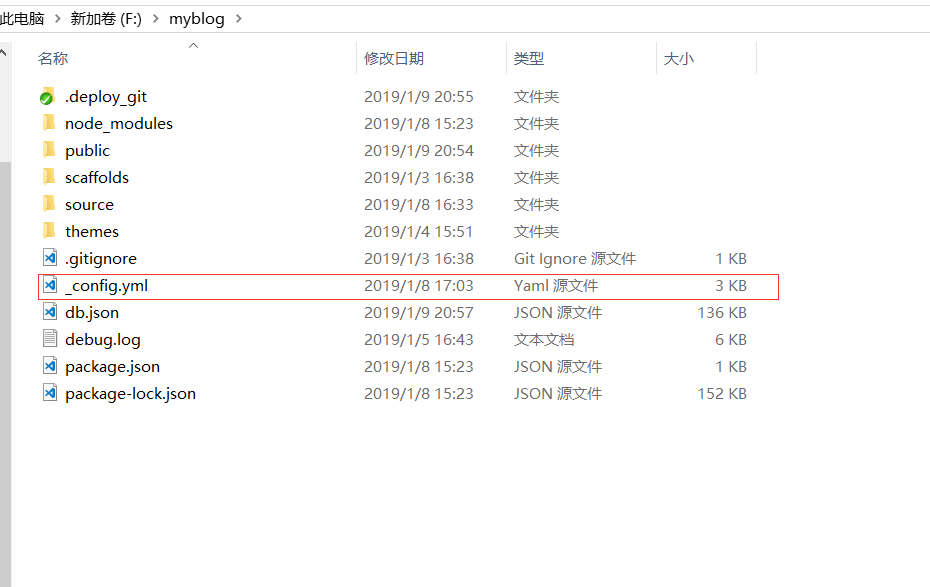 此电脑 > 新加卷 (F:) > myblog >
名称 修改日期 类型 大小
.deploy_git 2019/1/9 20:55 文件夹
node_modules 2019/1/8 15:23 文件夹
public 2019/1/9 20:54 文件夹
scaffolds 2019/1/3 16:38 文件夹
source 2019/1/8 16:33 文件夹
themes 2019/1/4 15:51 文件夹
.gitignore 2019/1/3 16:38 Git Ignore 源文件 1 KB
_config.yml 2019/1/8 17:03 Yaml 源文件 3 KB
db.json 2019/1/9 20:57 JSON 源文件 136 KB
debug.log 2019/1/5 16:43 文本文档 6 KB
package.json 2019/1/8 15:23 JSON 源文件 1 KB
package-lock.json 2019/1/8 15:23 JSON 源文件 152 KB